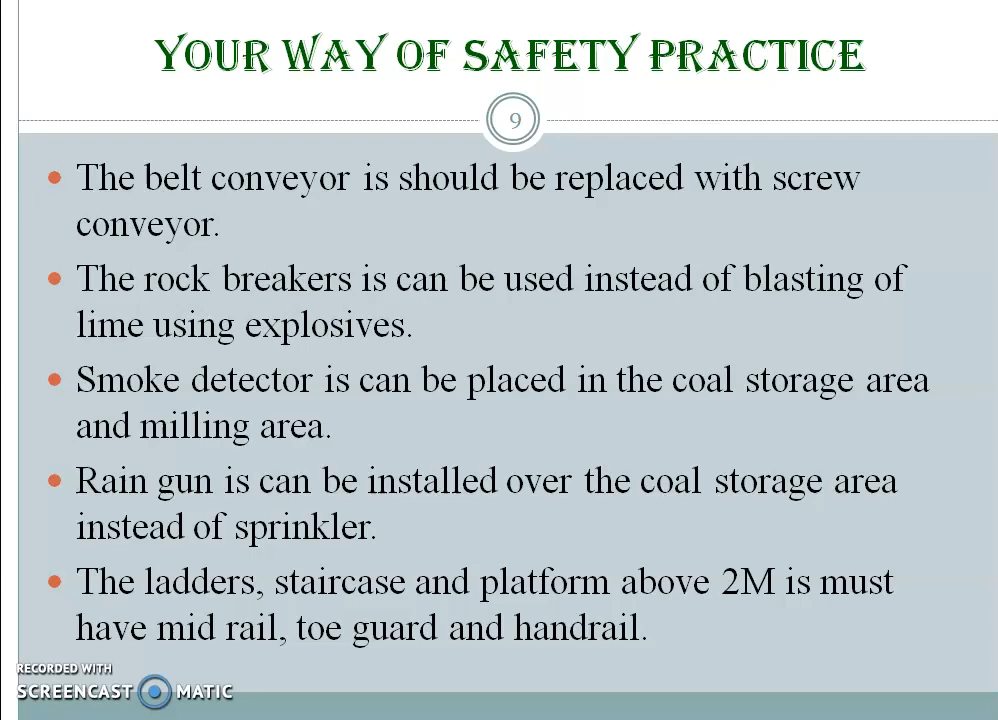 YOUR WAY OF SAFETY PRACTICE
9
The belt conveyor is should be replaced with screw
conveyor.
The rock breakers is can be used instead of blasting of
lime using explosives.
Smoke detector is can be placed in the coal storage area
and milling area.
Rain gun is can be installed over the coal storage area
instead of sprinkler.
The ladders, staircase and platform above 2M is must
have mid rail, toe guard and handrail.
RECORDED WITH
SCREENCAST MATIC